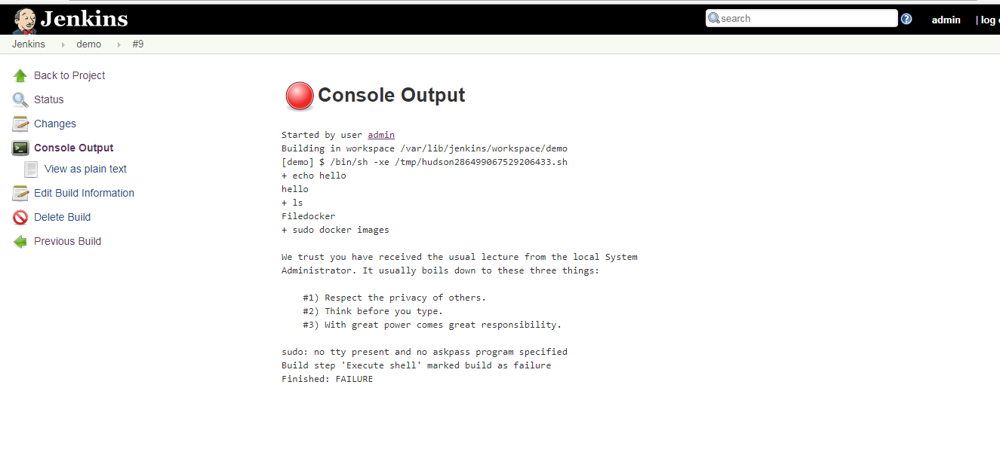 Jenkins
search
admin
| log
Jenkins
demo
#9
Back to Project
Status
Changes
Console Output
View as plain text
Edit Build Information
Delete Build
Previous Build
Console Output
Started by user admin
Building in workspace /var/lib/jenkins/workspace/demo
[demo] $ /bin/sh -xe /tmp/hudson286499067529206433.sh
+ echo hello
hello
+ ls
Filedocker
+ sudo docker images
We trust you have received the usual lecture from the local System
Administrator. It usually boils down to these three things:
#1) Respect the privacy of others.
#2) Think before you type.
#3) With great power comes great responsibility.
sudo: no tty present and no askpass program specified
Build step 'Execute shell' marked build as failure
Finished: FAILURE